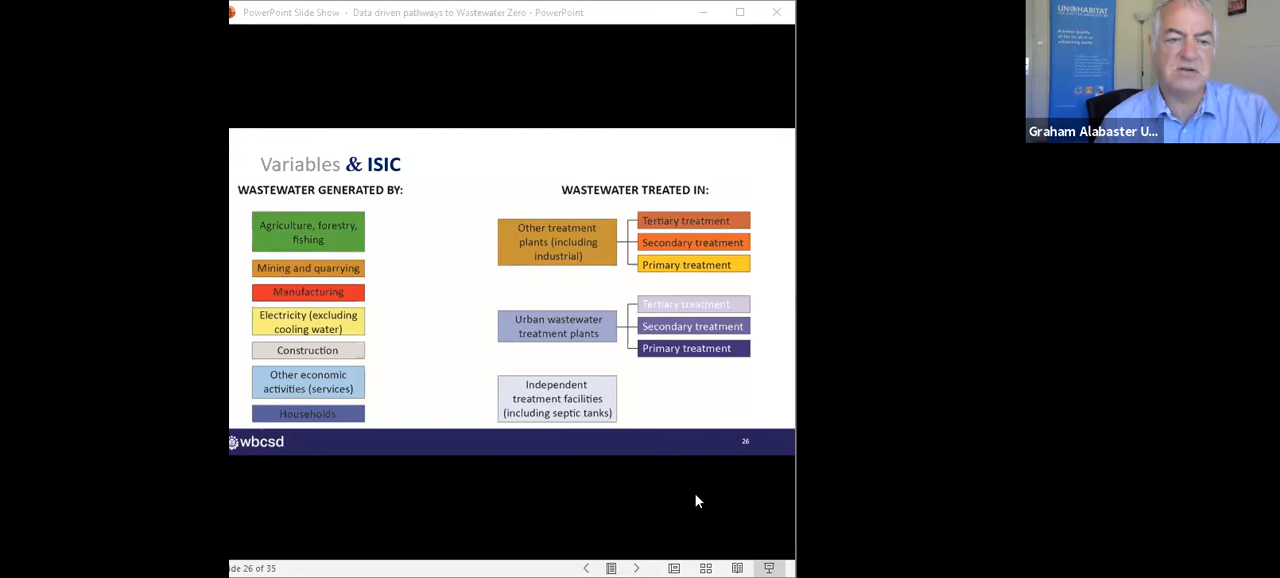 PowerPoint Slide Show - Data driven pathways to Wastewater Zero - PowerPoint
Variables & ISIC
WASTEWATER GENERATED BY:
Agriculture, forestry,
fishing
Mining and quarrying
Manufacturing
Electricity (excluding
cooling water)
Construction
Other economic
activities (services)
Households
WASTEWATER TREATED IN:
Other treatment
plants (including
industrial)
Tertiary treatment
Secondary treatment
Primary treatment
Urban wastewater
treatment plants
Tertiary treatment
Secondary treatment
Primary treatment
Independent
treatment facilities
(including septic tanks)
wbcsd
26
ide 26 of 35
UN-HABITAT
Graham Alabaster U...